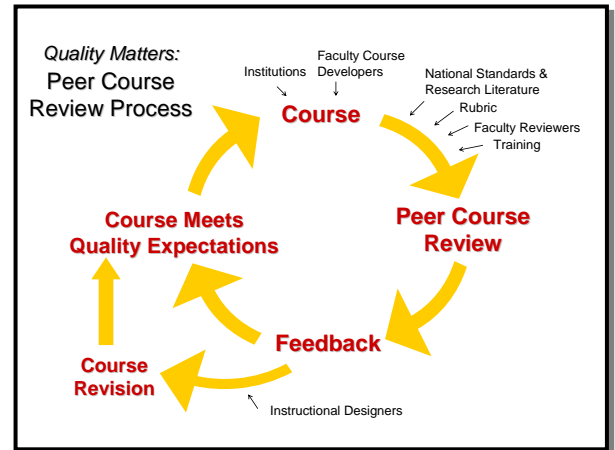 Quality Matters:
Peer Course
Review Process
Institutions
Faculty Course
Developers
Course
National Standards &
Research Literature
Rubric
Faculty Reviewers
Training
Peer Course
Review
Feedback
Instructional Designers
Course
Revision
Course Meets
Quality Expectations